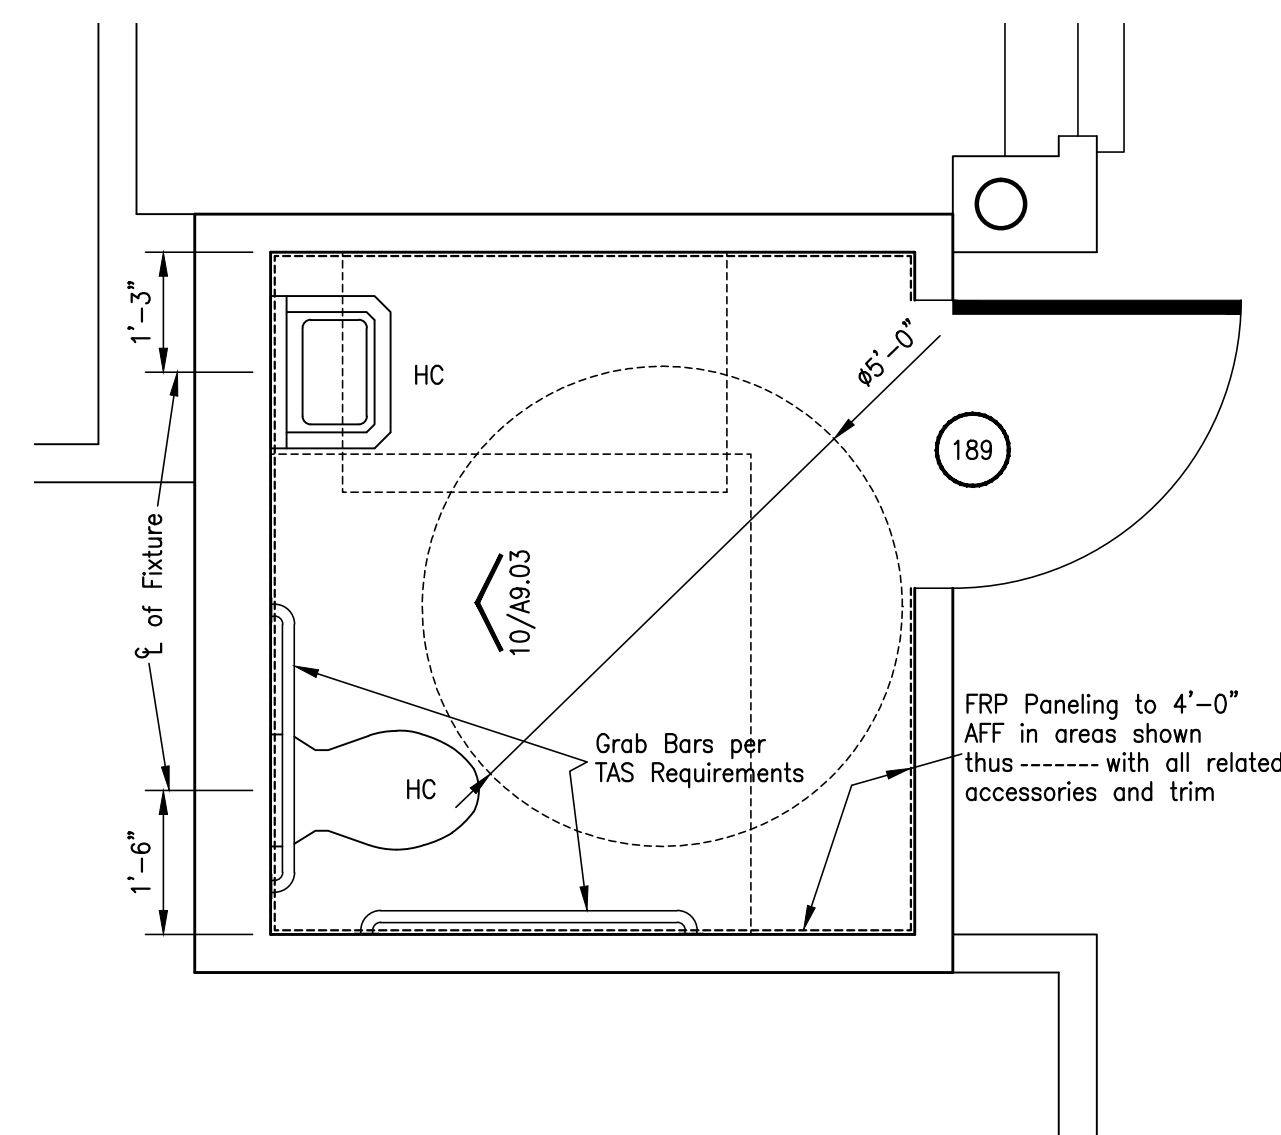 1'-3"
HC
ø5'-0"
189
℄ of Fixture
10/A9.03
Grab Bars per
TAS Requirements
HC
1'-6"
FRP Paneling to 4'-0"
AFF in areas shown
thus ------- with all related
accessories and trim